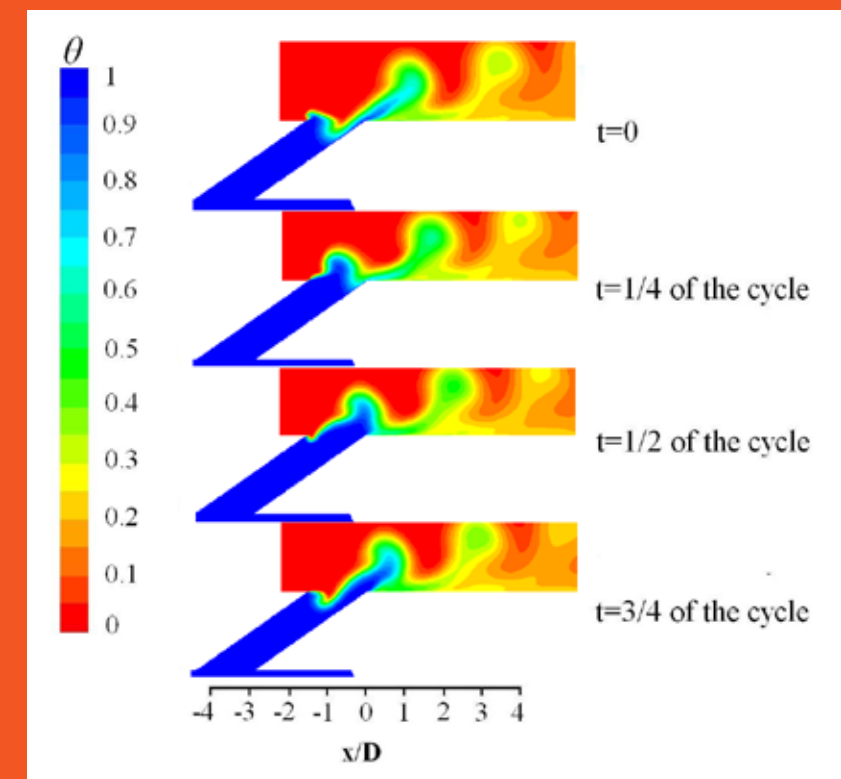 θ
1
0.9
0.8
0.7
0.6
0.5
0.4
0.3
0.2
0.1
0
t=0
t=1/4 of the cycle
t=1/2 of the cycle
t=3/4 of the cycle
-4 -3 -2 -1 0 1 2 3 4
x/D